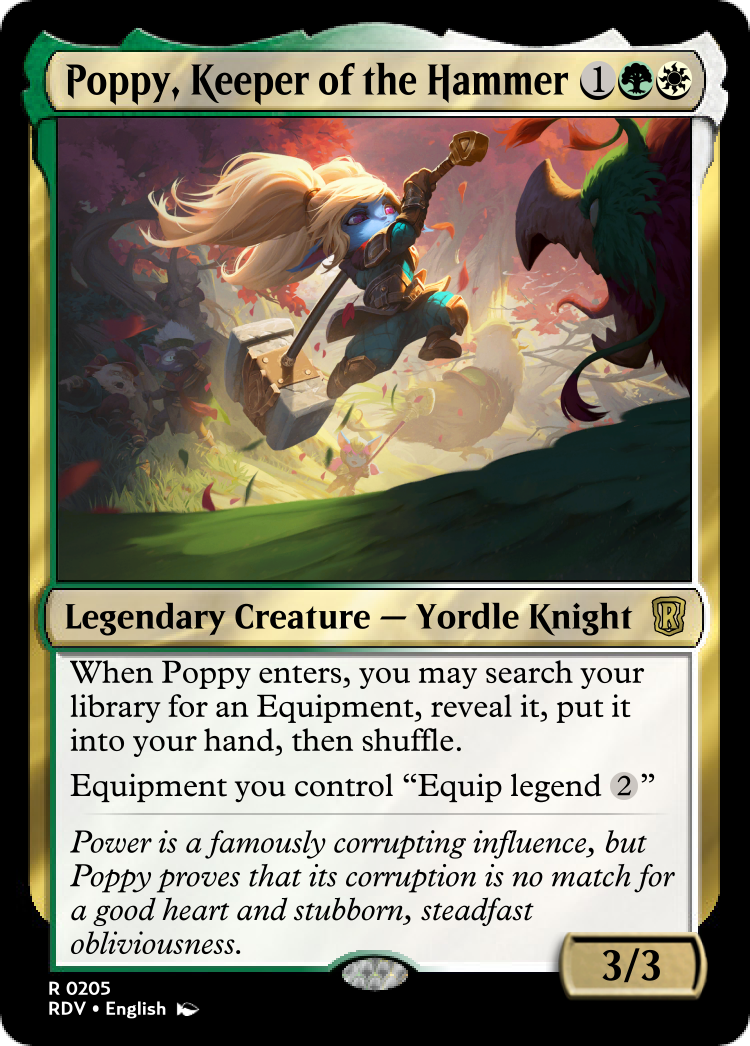 Poppy, Keeper of the Hammer 1
Legendary Creature — Yordle Knight R
When Poppy enters, you may search your
library for an Equipment, reveal it, put it
into your hand, then shuffle.
Equipment you control “Equip legend 2”
Power is a famously corrupting influence, but
Poppy proves that its corruption is no match for
a good heart and stubborn, steadfast
obliviousness.
3/3
R 0205
RDV • English